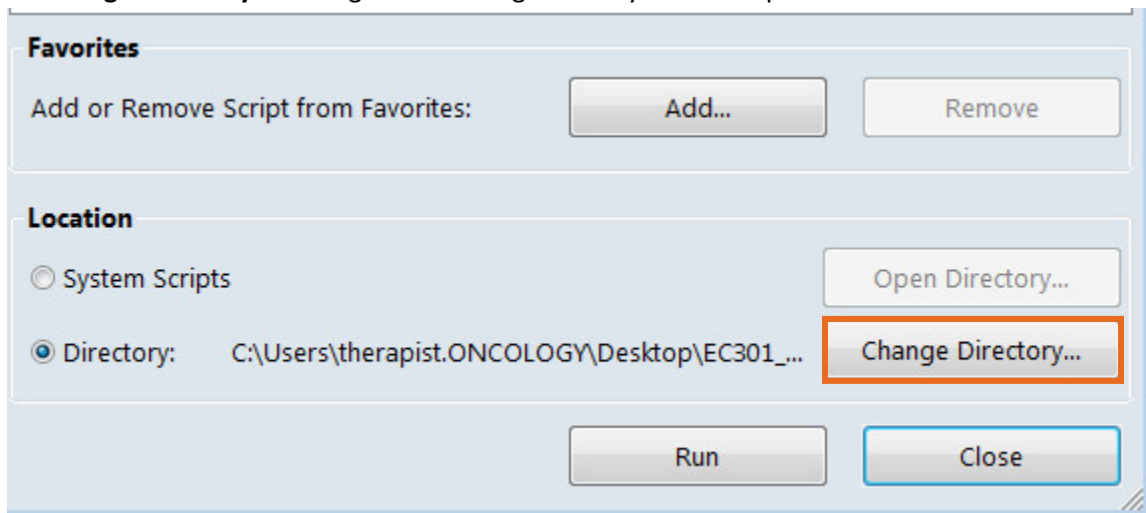 Favorites
Add or Remove Script from Favorites: Add... Remove
Location
System Scripts Open Directory...
Directory: C:\Users\therapist.ONCOLOGY\Desktop\EC301_... Change Directory...
Run Close